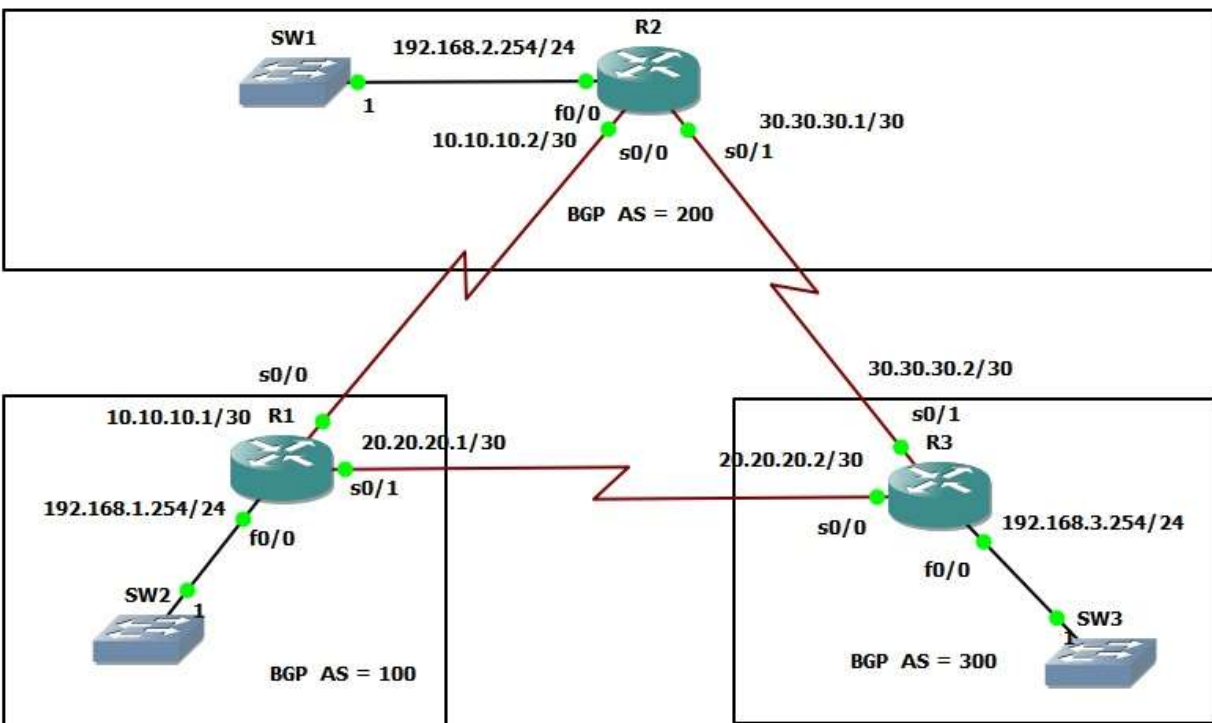 R2
SW1
192.168.2.254/24
1
f0/0
30.30.30.1/30
10.10.10.2/30
s0/0
s0/1
BGP AS = 200
s0/0
30.30.30.2/30
10.10.10.1/30
R1
s0/1
R3
20.20.20.1/30
20.20.20.2/30
s0/1
192.168.1.254/24
s0/0
192.168.3.254/24
f0/0
f0/0
SW2
1
SW3
1
BGP AS = 100
BGP AS = 300